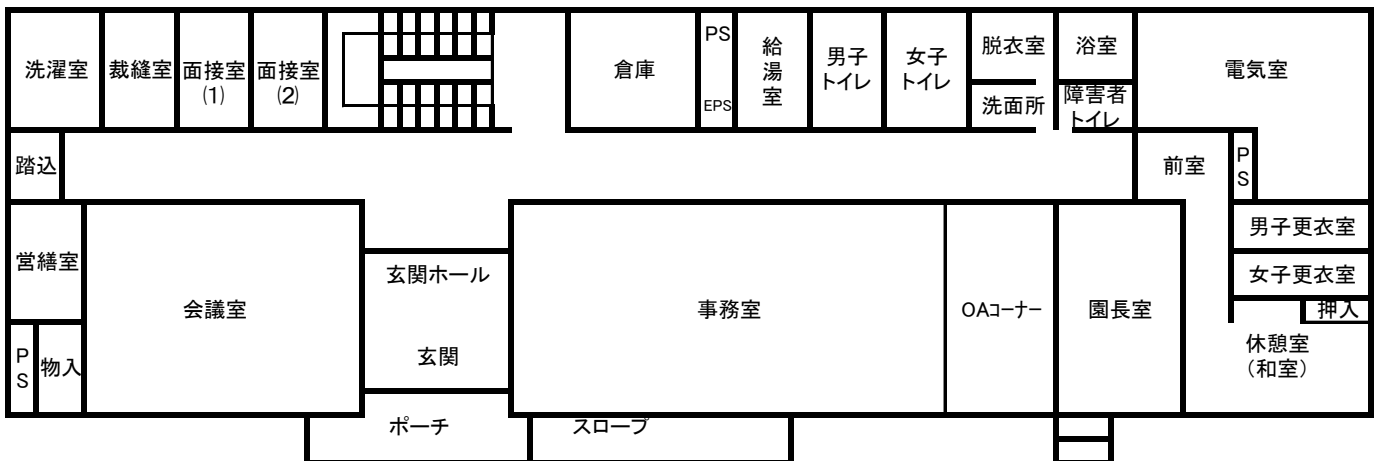 洗濯室
裁縫室
面接室
(1)
面接室
(2)
倉庫
PS
EPS
給湯室
男子
トイレ
女子
トイレ
脱衣室
洗面所
浴室
障害者
トイレ
電気室
踏込
前室
PS
営繕室
会議室
玄関ホール
玄関
事務室
OAコーナー
園長室
男子更衣室
女子更衣室
押入
休憩室
(和室)
PS
物入
ポーチ
スロープ